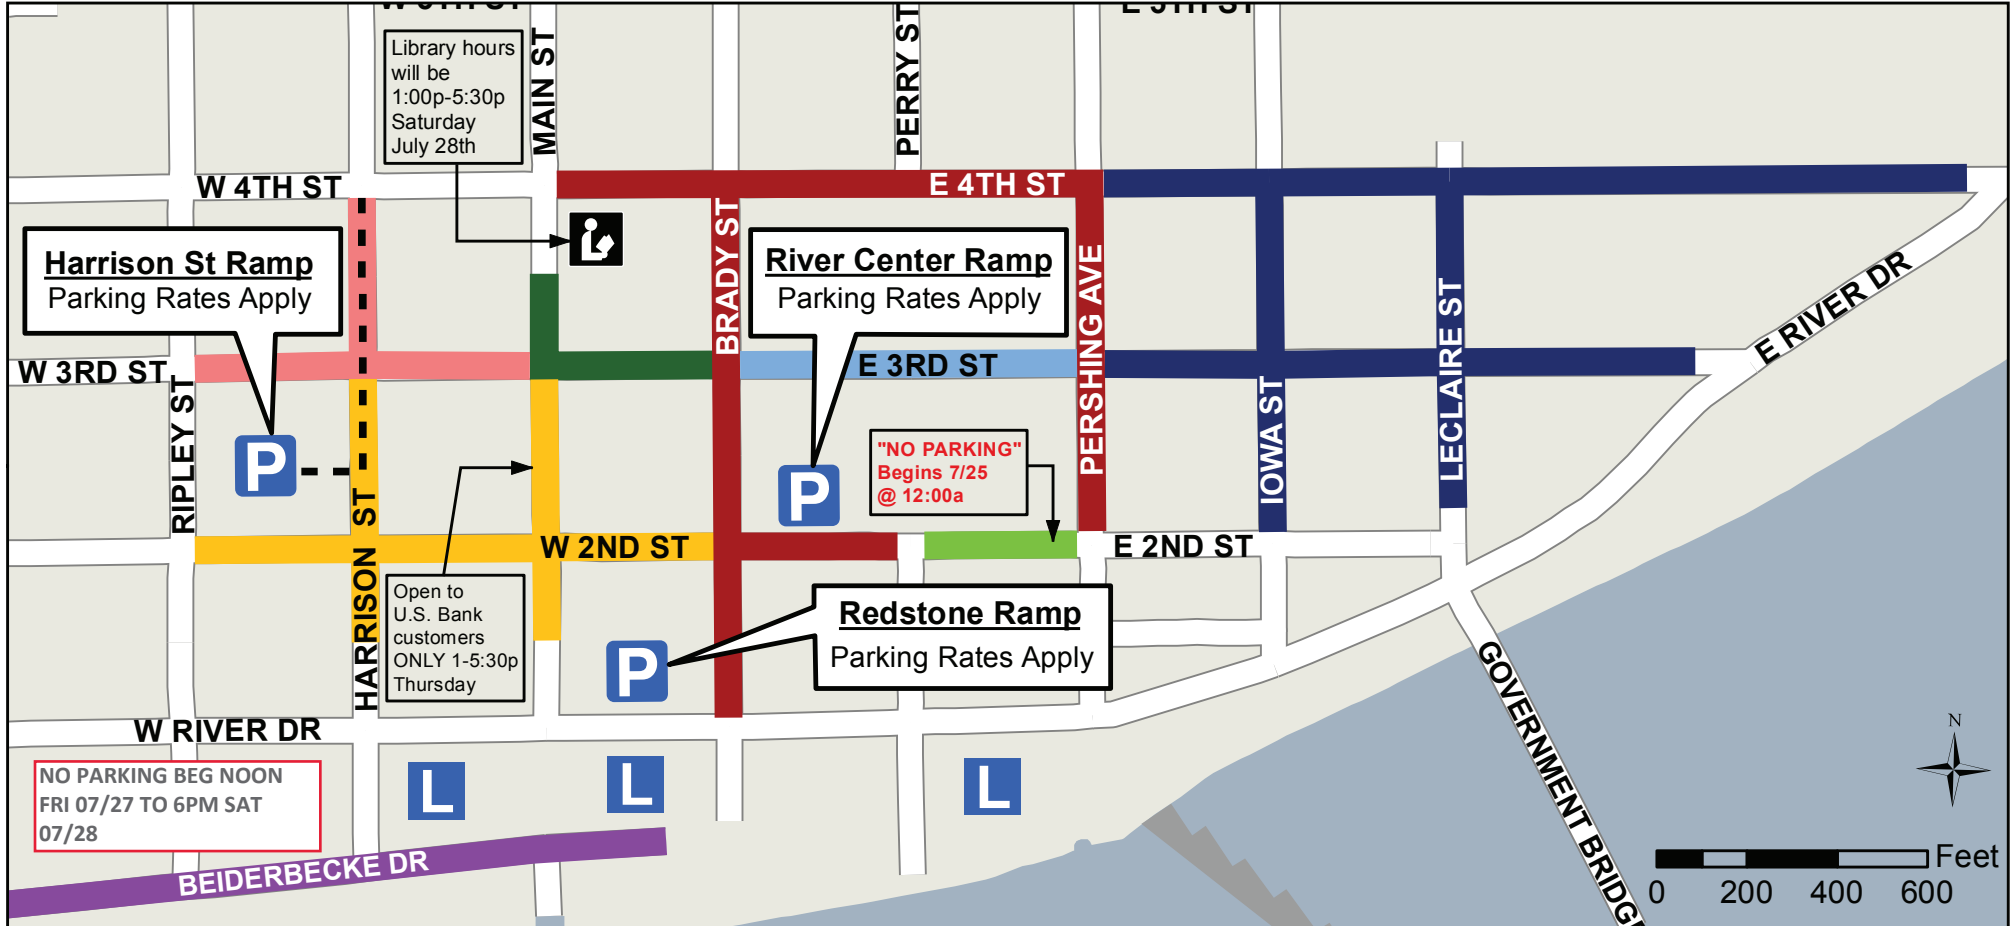 W 5TH ST
E 5TH ST
Library hours
will be
1:00p-5:30p
Saturday
July 28th
MAIN ST
PERRY ST
W 4TH ST
E 4TH ST
Harrison St Ramp
Parking Rates Apply
BRADY ST
River Center Ramp
Parking Rates Apply
PERSHING AVE
LECLAIRE ST
E RIVER DR
W 3RD ST
E 3RD ST
RIPLEY ST
P
HARRISON ST
P
"NO PARKING"
Begins 7/25
@ 12:00a
IOWA ST
W 2ND ST
E 2ND ST
Open to
U.S. Bank
customers
ONLY 1-5:30p
Thursday
P
Redstone Ramp
Parking Rates Apply
GOVERNMENT BRIDGE
W RIVER DR
NO PARKING BEG NOON
FRI 07/27 TO 6PM SAT
07/28
L
L
L
N
BEIDERBECKE DR
Feet
0 200 400 600